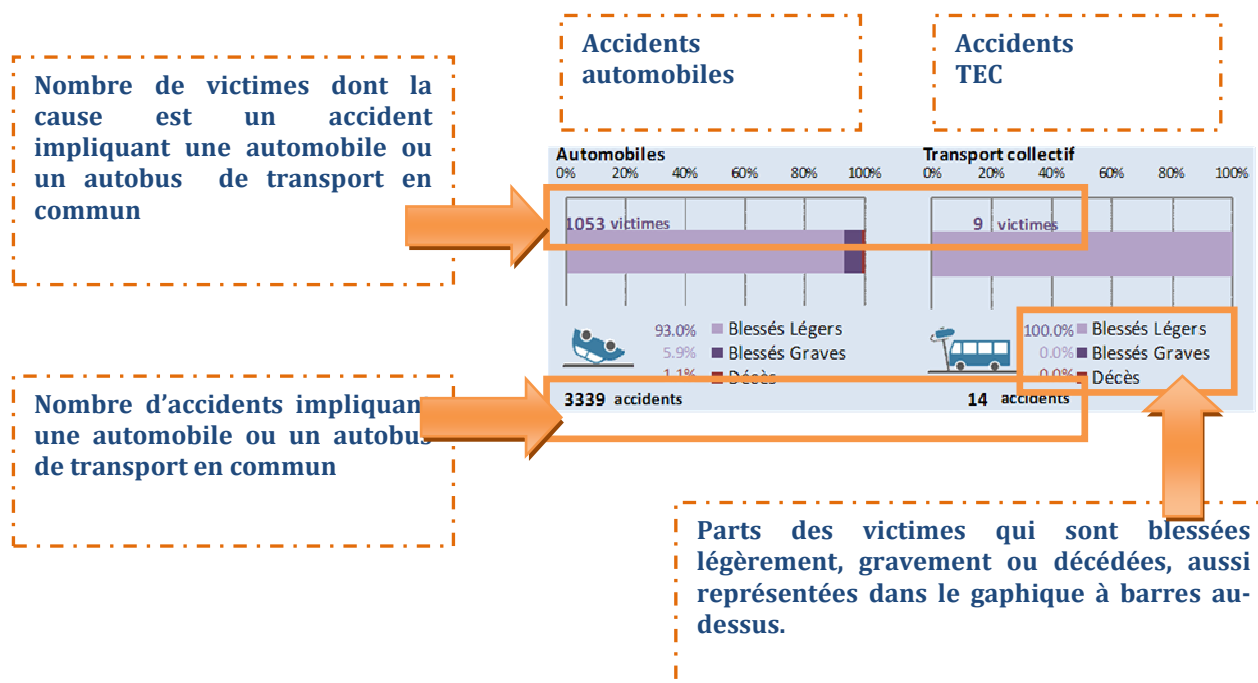 Accidents
automobiles
Accidents
TEC
Nombre de victimes dont la
cause est un accident
impliquant une automobile ou
un autobus de transport en
commun
Automobiles
0% 20% 40% 60% 80% 100%
1053 victimes
93.0% Blessés Légers
5.9% Blessés Graves
1.1% Décès
3339 accidents
Transport collectif
0% 20% 40% 60% 80% 100%
9 victimes
100.0% Blessés Légers
0.0% Blessés Graves
0.0% Décès
14 accidents
Nombre d'accidents impliquant
une automobile ou un autobus
de transport en commun
Parts des victimes qui sont blessées
légèrement, gravement ou décédées, aussi
représentées dans le gaphique à barres au-
dessus.